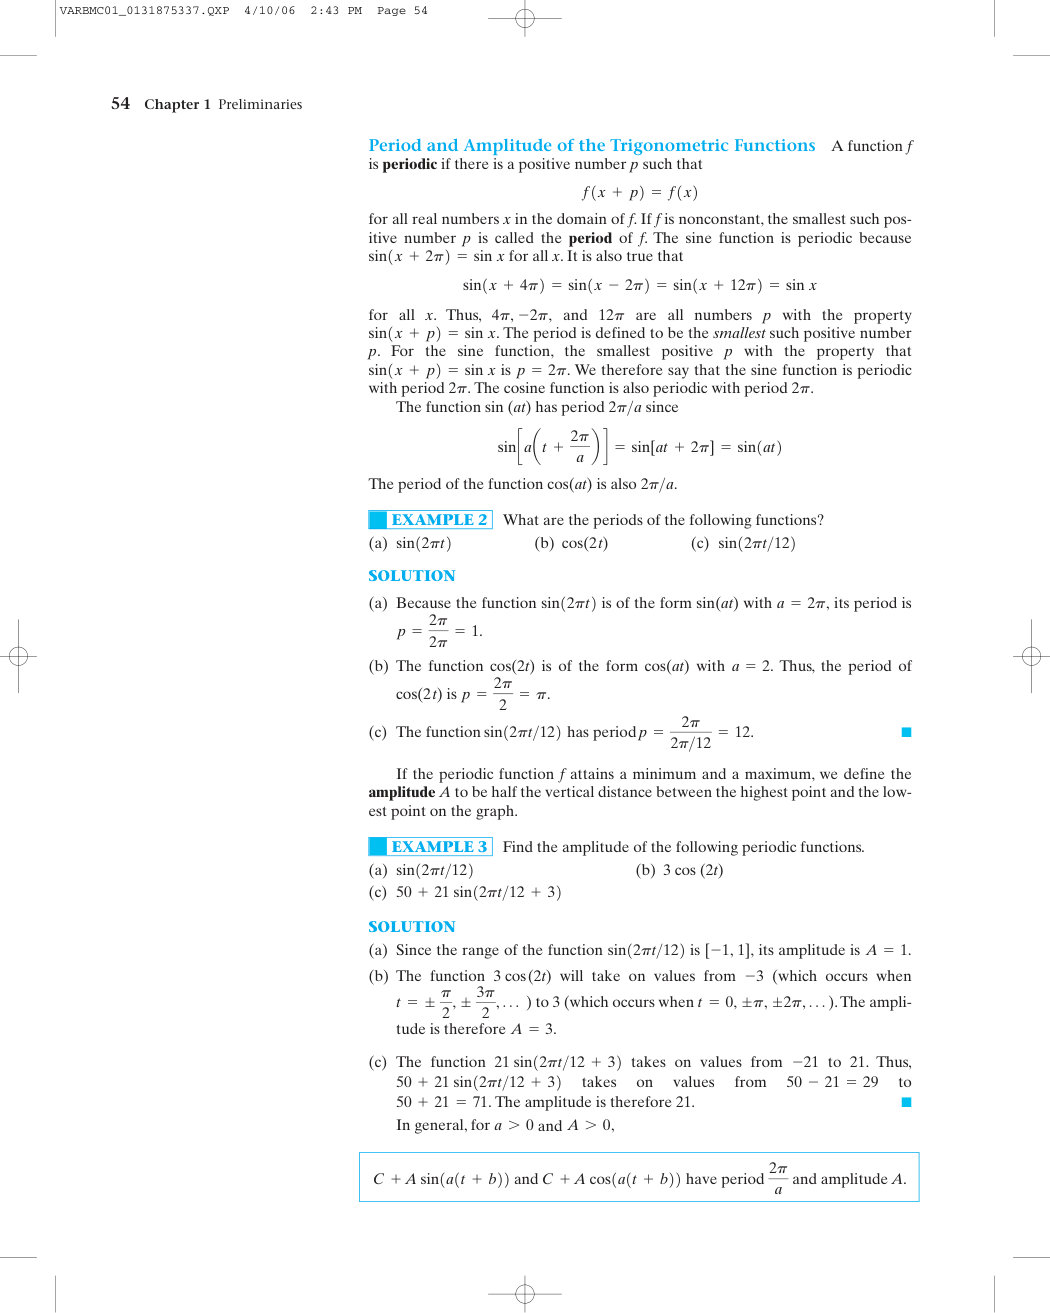 VARBMC01_0131875337.QXP 4/10/06 2:43 PM Page 54
54 Chapter 1 Preliminaries
Period and Amplitude of the Trigonometric Functions A function f
is periodic if there is a positive number p such that
f(x + p) = f(x)
for all real numbers x in the domain of f. If f is nonconstant, the smallest such pos-
itive number p is called the period of f. The sine function is periodic because
sin(x + 2π) = sin x for all x. It is also true that
sin(x + 4π) = sin(x − 2π) = sin(x + 12π) = sin x
for all x. Thus, 4π, −2π, and 12π are all numbers p with the property
sin(x + p) = sin x. The period is defined to be the smallest such positive number
p. For the sine function, the smallest positive p with the property that
sin(x + p) = sin x is p = 2π. We therefore say that the sine function is periodic
with period 2π. The cosine function is also periodic with period 2π.
The function sin (at) has period 2π/a since
sin[a(t + 2π/a)] = sin[at + 2π] = sin(at)
The period of the function cos(at) is also 2π/a.
EXAMPLE 2 What are the periods of the following functions?
(a) sin(2πt) (b) cos(2t) (c) sin(2πt/12)
SOLUTION
(a) Because the function sin(2πt) is of the form sin(at) with a = 2π, its period is
p = 2π/2π = 1.
(b) The function cos(2t) is of the form cos(at) with a = 2. Thus, the period of
cos(2t) is p = 2π/2 = π.
(c) The function sin(2πt/12) has period p = 2π/(2π/12) = 12.
If the periodic function f attains a minimum and a maximum, we define the
amplitude A to be half the vertical distance between the highest point and the low-
est point on the graph.
EXAMPLE 3 Find the amplitude of the following periodic functions.
(a) sin(2πt/12) (b) 3 cos (2t)
(c) 50 + 21 sin(2πt/12 + 3)
SOLUTION
(a) Since the range of the function sin(2πt/12) is [−1, 1], its amplitude is A = 1.
(b) The function 3 cos(2t) will take on values from −3 (which occurs when
t = ± π/2, ± 3π/2, . . . ) to 3 (which occurs when t = 0, ±π, ±2π, . . . ). The ampli-
tude is therefore A = 3.
(c) The function 21 sin(2πt/12 + 3) takes on values from −21 to 21. Thus,
50 + 21 sin(2πt/12 + 3) takes on values from 50 − 21 = 29 to
50 + 21 = 71. The amplitude is therefore 21.
In general, for a > 0 and A > 0,
C + A sin(a(t + b)) and C + A cos(a(t + b)) have period 2π/a and amplitude A.